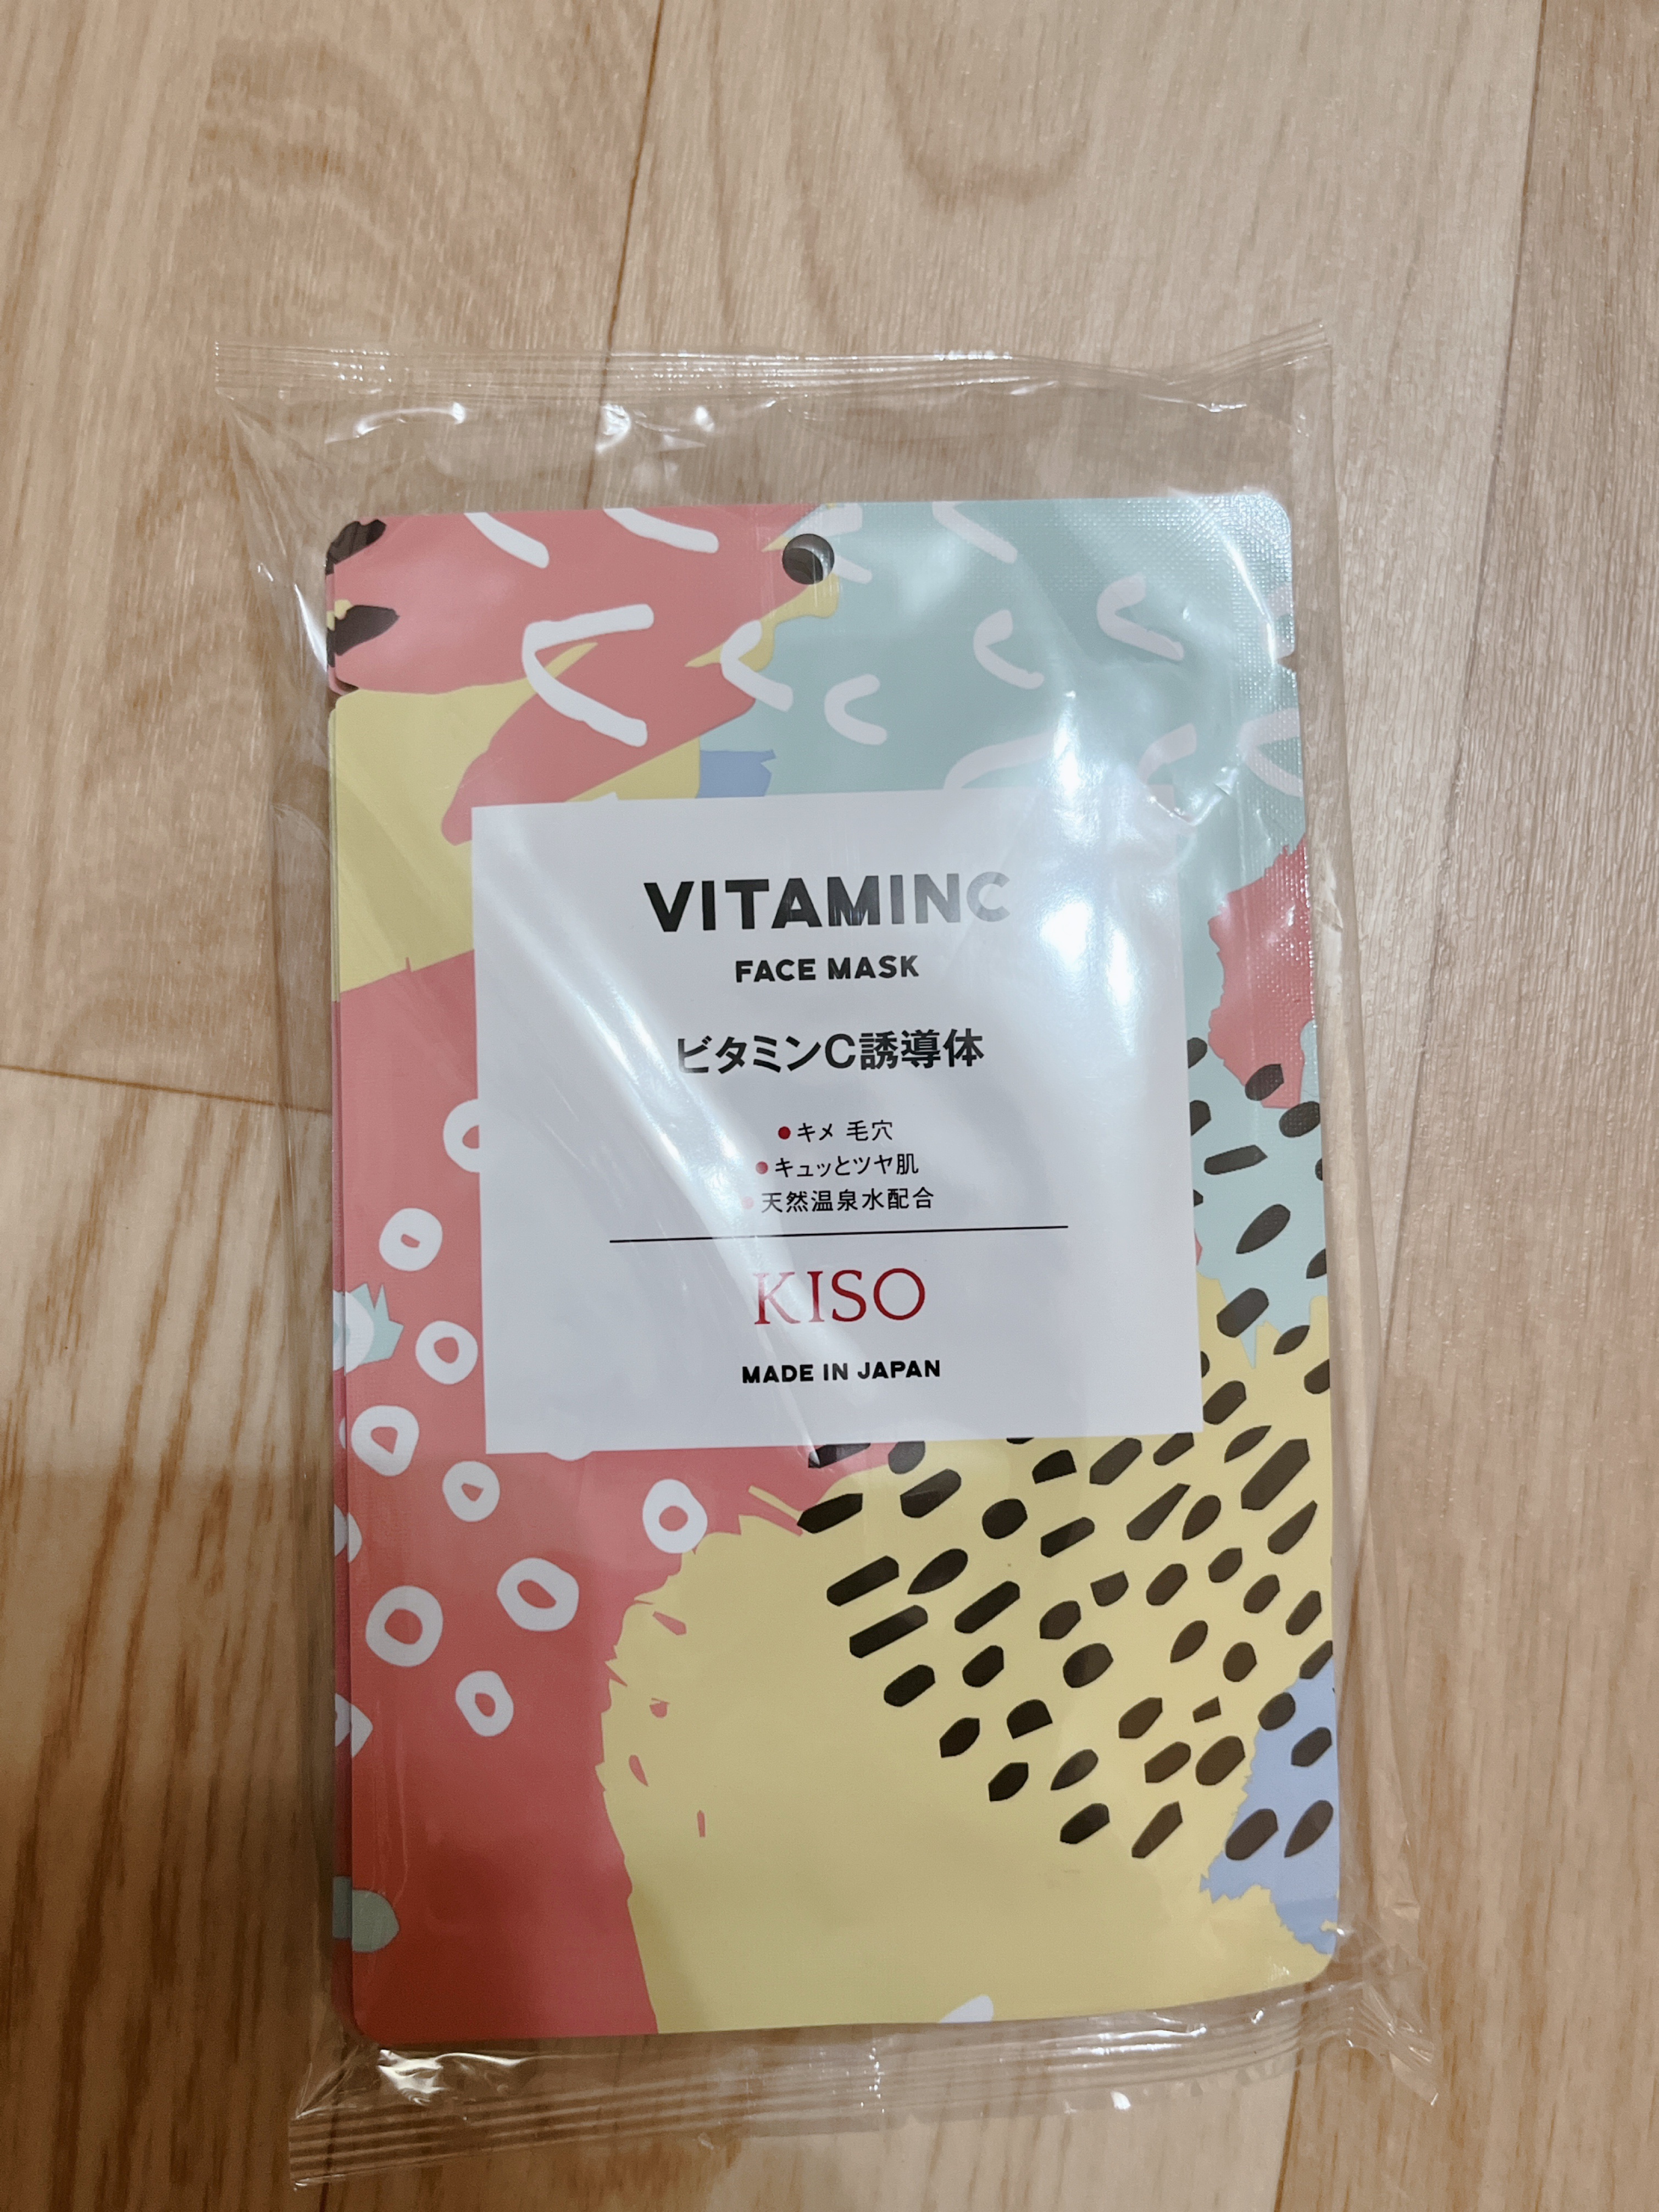 VITAMINC
FACE MASK
ビタミンC誘導体
●キメ 毛穴
●キュッとツヤ肌
●天然温泉水配合
KISO
MADE IN JAPAN